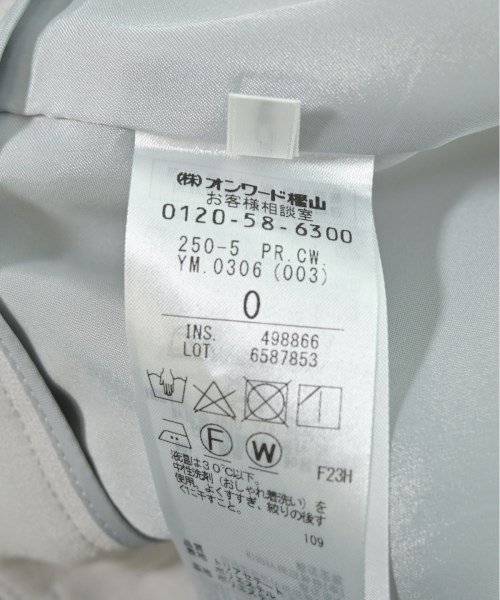 (株)オンワード樫山
お客様相談室
0120-58-6300
250-5 PR.CW.
YM.0306 (003)
0
INS. 498866
LOT 6587853
F W
F23H
液温は30℃以下。
中性洗剤(おしゃれ着洗い)を
使用。よくすすぎ、絞りの後す
ぐに干すこと。
109